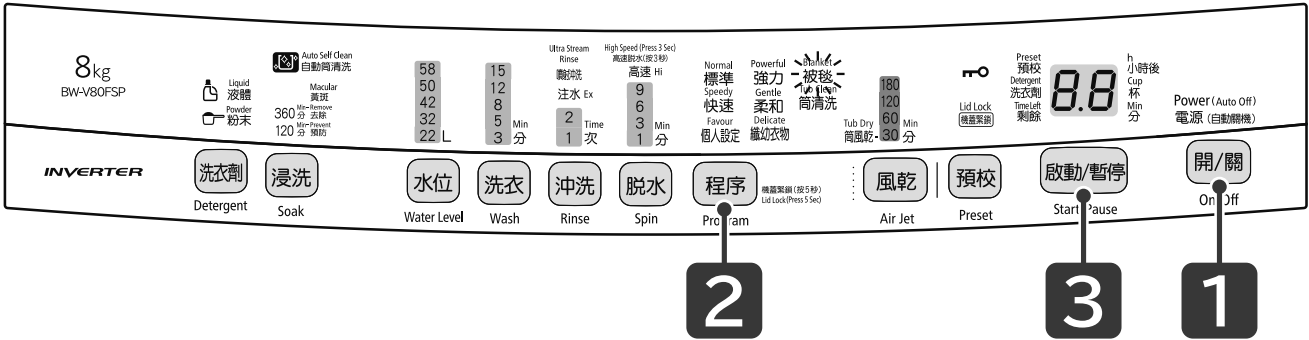 8kg
BW-V80FSP
Liquid
液體
Powder
粉末
Auto Self Clean
自動筒清洗
Macular
黃斑
360 Min-Remove
分 去除
120 Min-Prevent
分 預防
58
50
42
32
22 L
15
12
8
5 Min
3 分
Ultra Stream
Rinse
注水 Ex
2 Time
1 次
High Speed (Press 3 Sec)
高速脫水(按3秒)
高速 Hi
9
6
3 Min
1 分
Normal
標準
Speedy
快速
Favour
個人設定
Powerful
強力
Gentle
柔和
Delicate
纖幼衣物
Blanket
被毯
Tub Clean
筒清洗
180
120
60 Min
Tub Dry
筒風乾-30 分
Lid Lock
機蓋緊鎖
Preset
預校
Detergent
洗衣劑
Time Left
剩餘
8.8
h
小時後
Cup
杯
Min
分
Power (Auto Off)
電源 (自動關機)
INVERTER
洗衣劑
Detergent
浸洗
Soak
水位
Water Level
洗衣
Wash
沖洗
Rinse
脱水
Spin
程序
Program
機蓋緊鎖(按5秒)
Lid Lock(Press 5 Sec)
風乾
Air Jet
預校
Preset
啟動/暫停
Start/Pause
開/關
On/Off
2
3
1